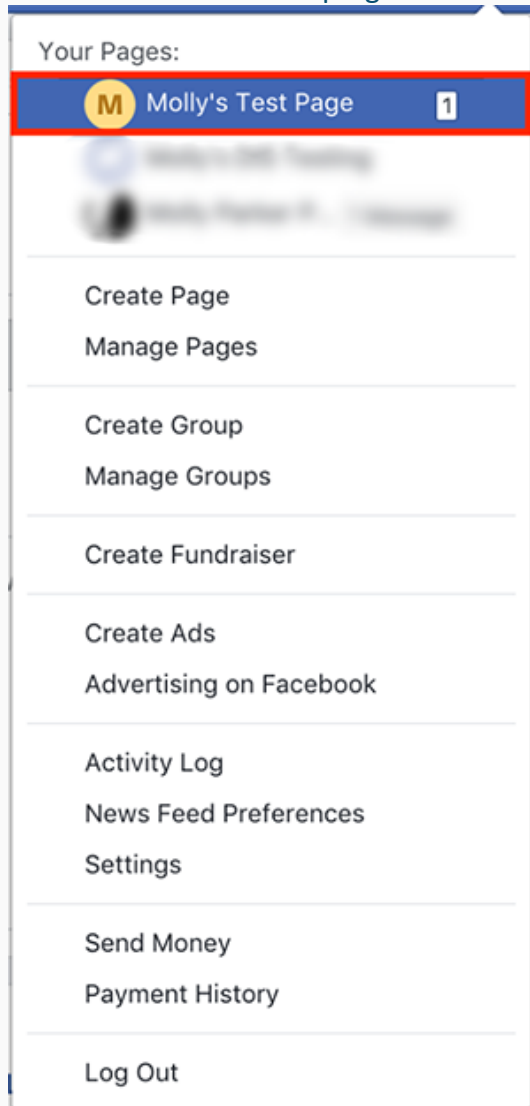 Your Pages:
M Molly's Test Page 1
Create Page
Manage Pages
Create Group
Manage Groups
Create Fundraiser
Create Ads
Advertising on Facebook
Activity Log
News Feed Preferences
Settings
Send Money
Payment History
Log Out